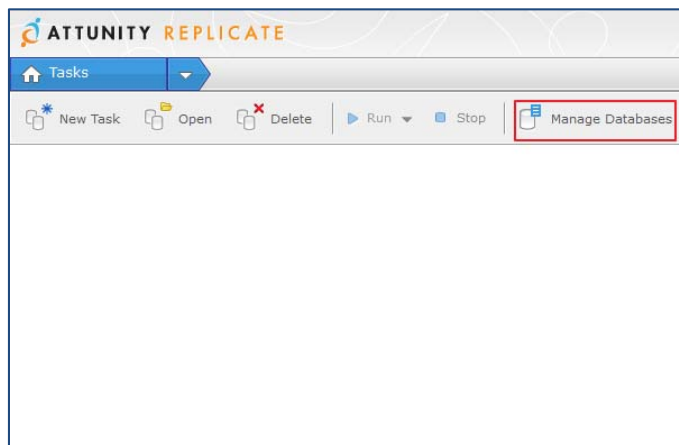 ATTUNITY REPLICATE
Tasks
New Task Open Delete Run Stop Manage Databases